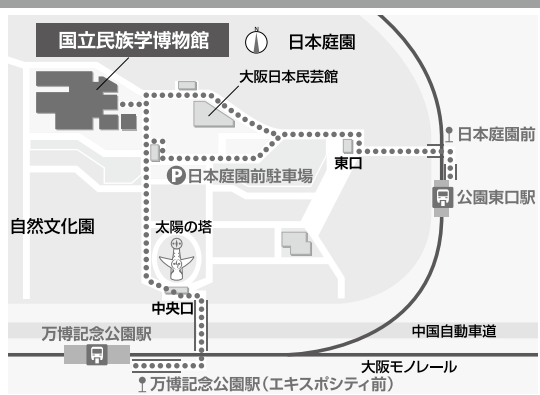 国立民族学博物館
N
日本庭園
大阪日本民芸館
日本庭園前
東口
P日本庭園前駐車場
公園東口駅
自然文化園
太陽の塔
中央口
万博記念公園駅
中国自動車道
大阪モノレール
万博記念公園駅(エキスポシティ前)